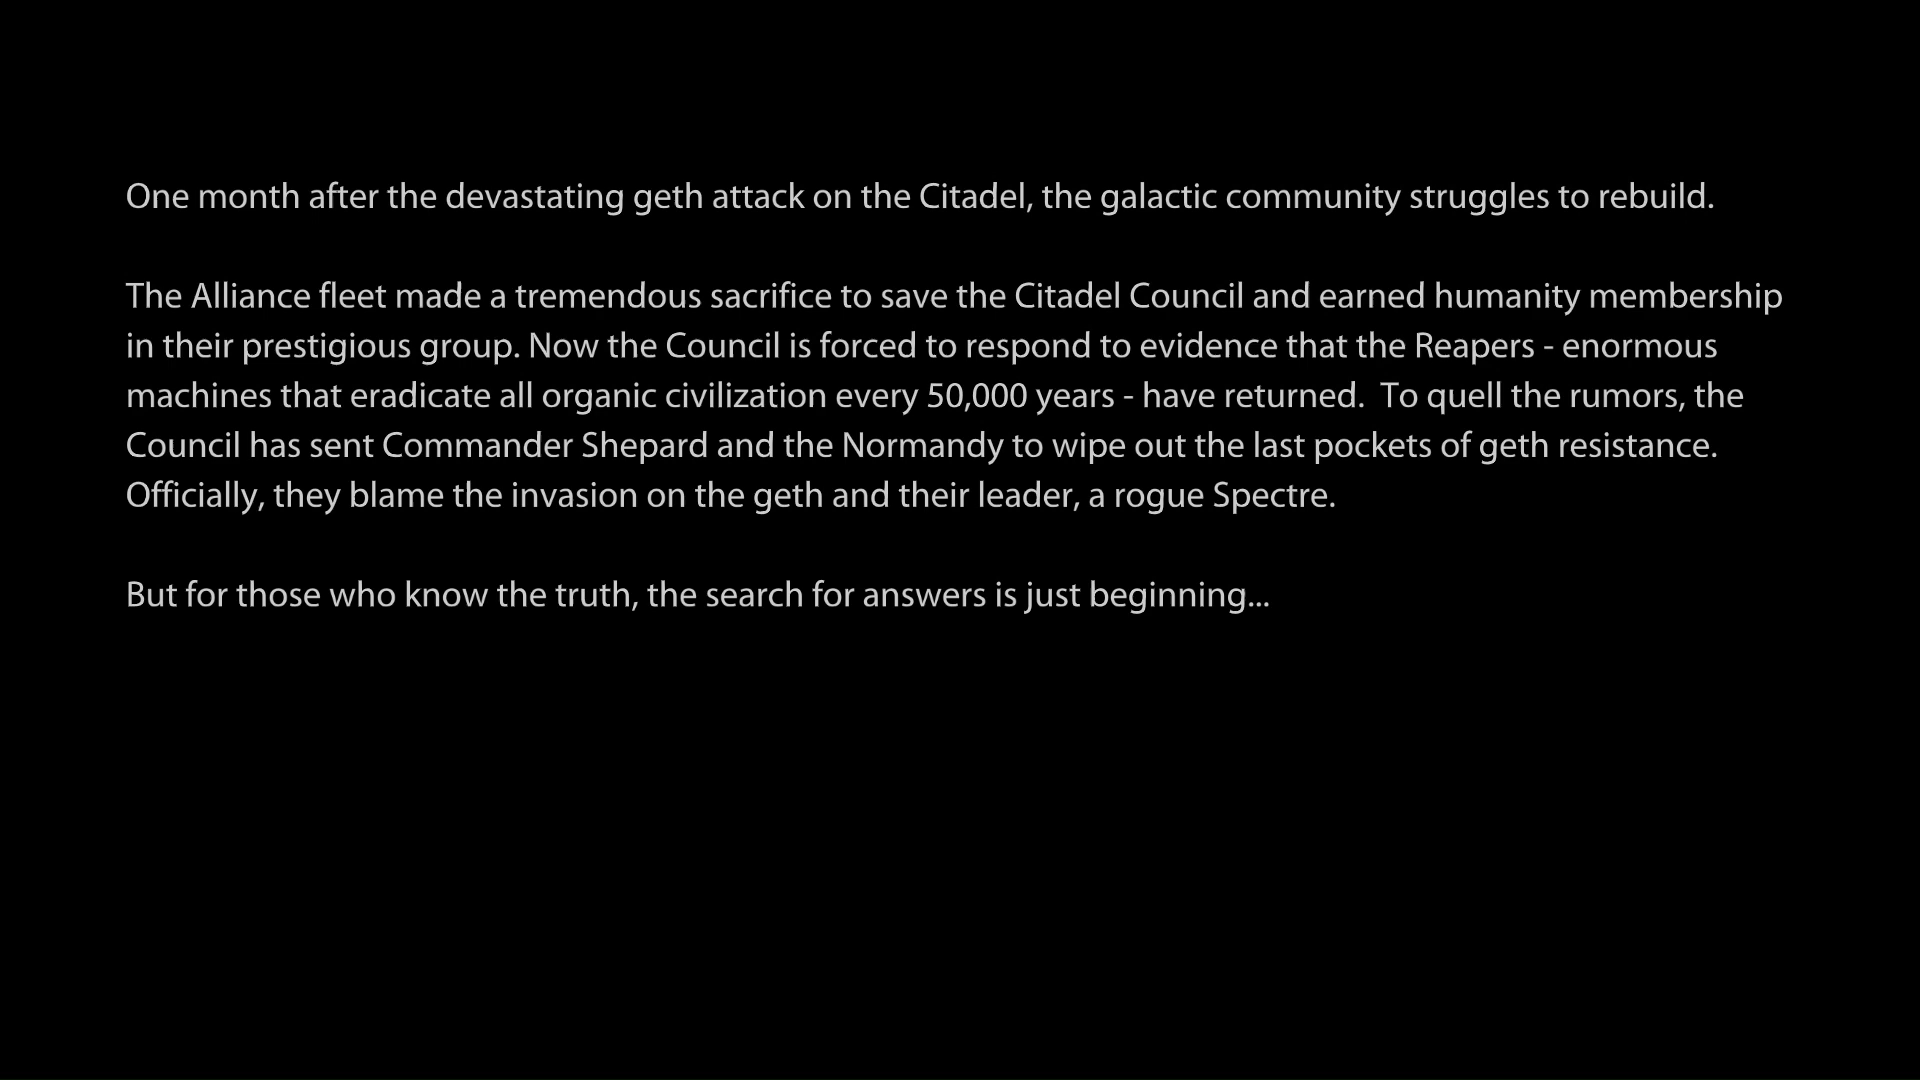 One month after the devastating geth attack on the Citadel, the galactic community struggles to rebuild.
The Alliance fleet made a tremendous sacrifice to save the Citadel Council and earned humanity membership
in their prestigious group. Now the Council is forced to respond to evidence that the Reapers - enormous
machines that eradicate all organic civilization every 50,000 years - have returned.  To quell the rumors, the
Council has sent Commander Shepard and the Normandy to wipe out the last pockets of geth resistance.
Officially, they blame the invasion on the geth and their leader, a rogue Spectre.
But for those who know the truth, the search for answers is just beginning...